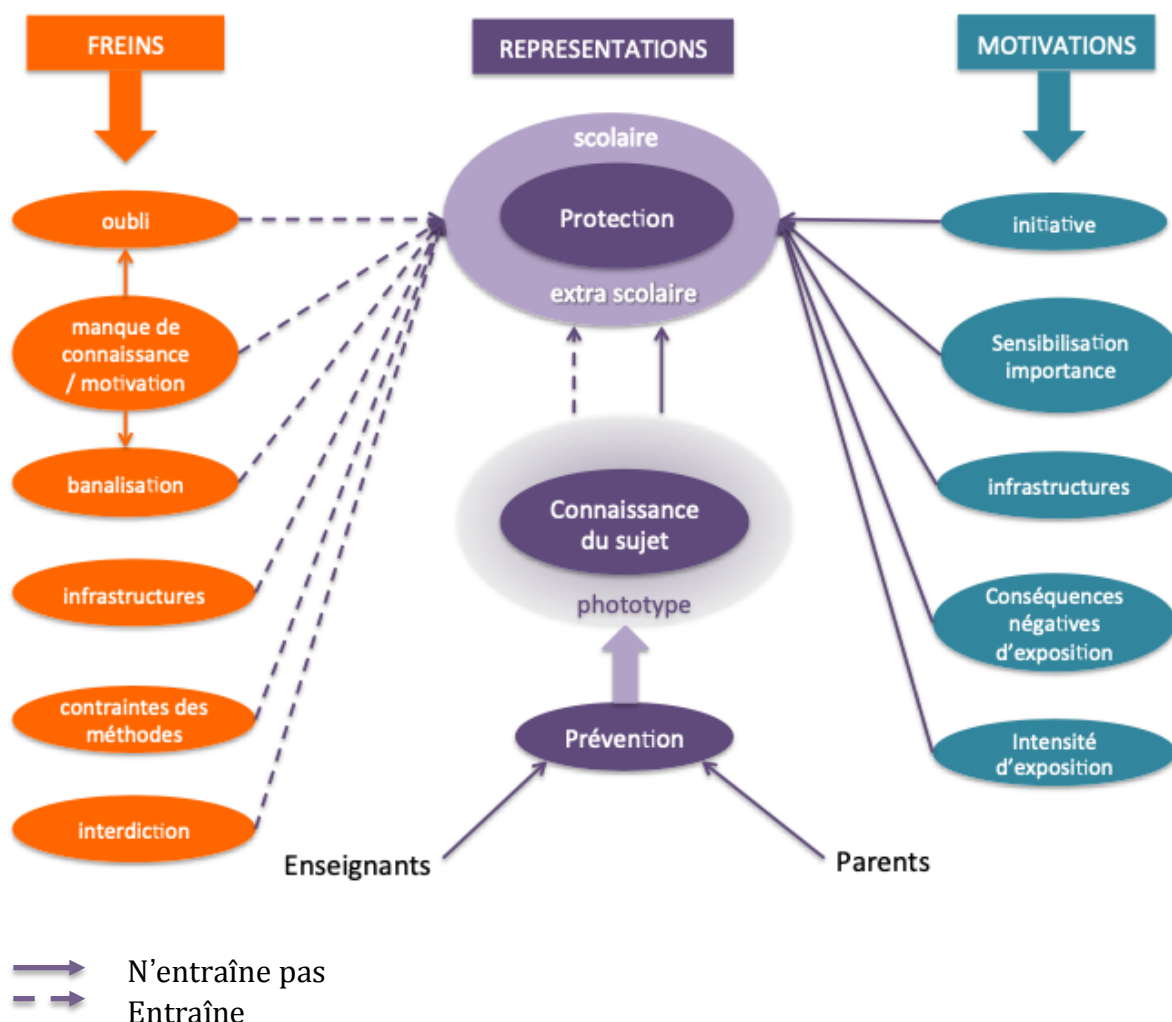 FREINS
REPRESENTATIONS
MOTIVATIONS
scolaire
Protection
extra scolaire
oubli
manque de
connaissance
/ motivation
banalisation
infrastructures
contraintes des
méthodes
interdiction
Connaissance
du sujet
phototype
Prévention
Enseignants
Parents
initiative
Sensibilisation
importance
infrastructures
Conséquences
négatives
d'exposition
Intensité
d'exposition
N'entraîne pas
Entraîne